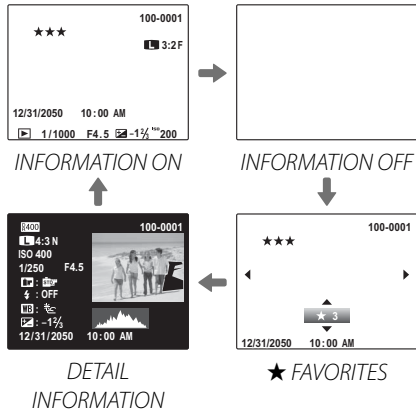 100-0001
★★★
L 3:2 F
12/31/2050 10:00 AM
1/1000 F4.5 -1⅔ ISO 200
INFORMATION ON
INFORMATION OFF
400 100-0001
L 4:3 N
ISO 400
1/250 F4.5
: STD
: OFF
WB :
: -1⅔
12/31/2050 10:00 AM
DETAIL
INFORMATION
100-0001
★★★
★ 3
12/31/2050 10:00 AM
★ FAVORITES